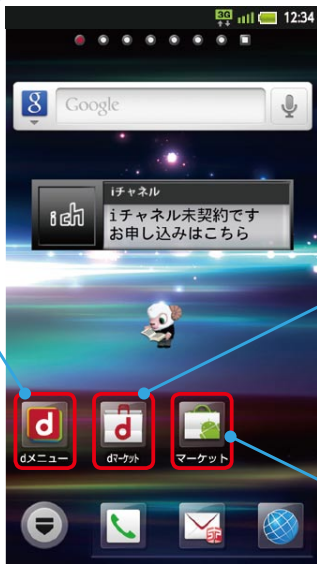 3G 12:34
8 Google
iチャネル
ich
iチャネル未契約です
お申し込みはこちら
d d
dメニュー dマーケット マーケット